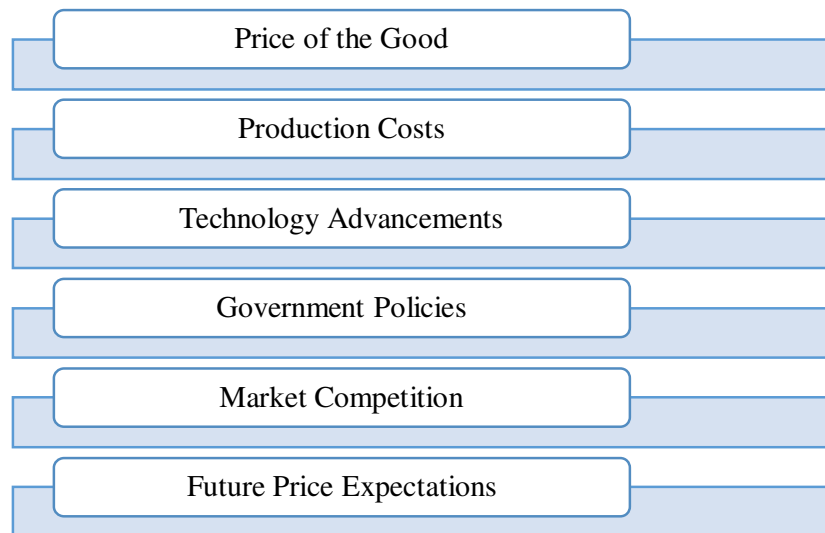 Price of the Good
Production Costs
Technology Advancements
Government Policies
Market Competition
Future Price Expectations